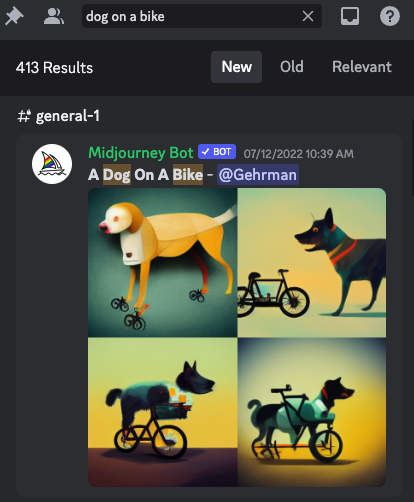 dog on a bike
413 Results
New
Old
Relevant
general-1
Midjourney Bot ✓ BOT 07/12/2022 10:39 AM
A Dog On A Bike - @Gehrman